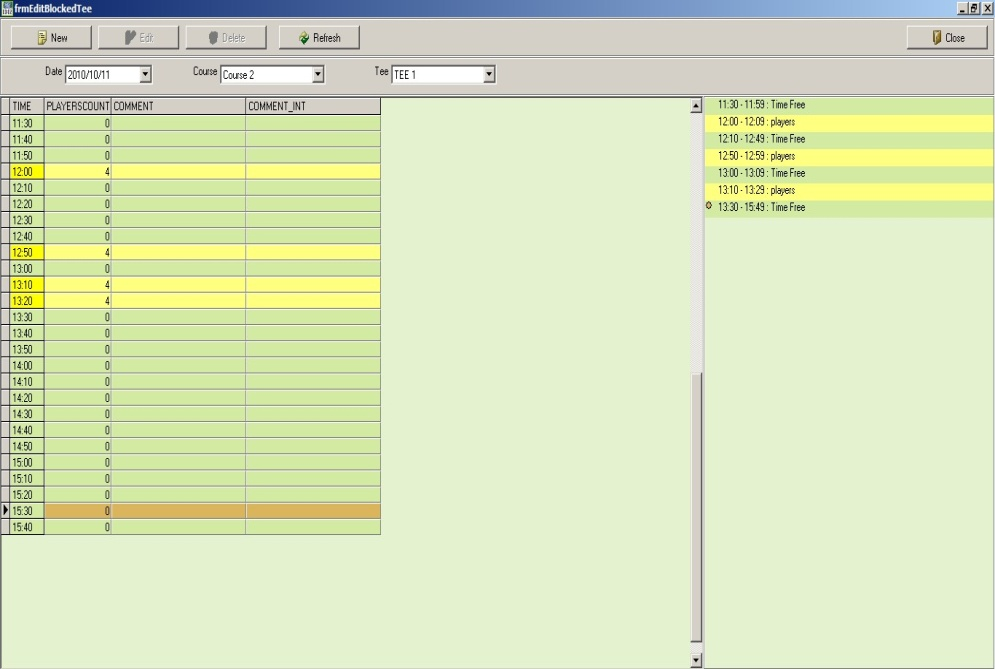 frmEditBlockedTee
New Edit Delete Refresh Close
Date 2010/10/11 Course Course 2 Tee TEE 1
TIME PLAYERSCOUNT COMMENT COMMENT_INT
11:30 0
11:40 0
11:50 0
12:00 4
12:10 0
12:20 0
12:30 0
12:40 0
12:50 4
13:00 0
13:10 4
13:20 4
13:30 0
13:40 0
13:50 0
14:00 0
14:10 0
14:20 0
14:30 0
14:40 0
14:50 0
15:00 0
15:10 0
15:20 0
15:30 0
15:40 0
11:30 - 11:59 : Time Free
12:00 - 12:09 : players
12:10 - 12:49 : Time Free
12:50 - 12:59 : players
13:00 - 13:09 : Time Free
13:10 - 13:29 : players
13:30 - 15:49 : Time Free